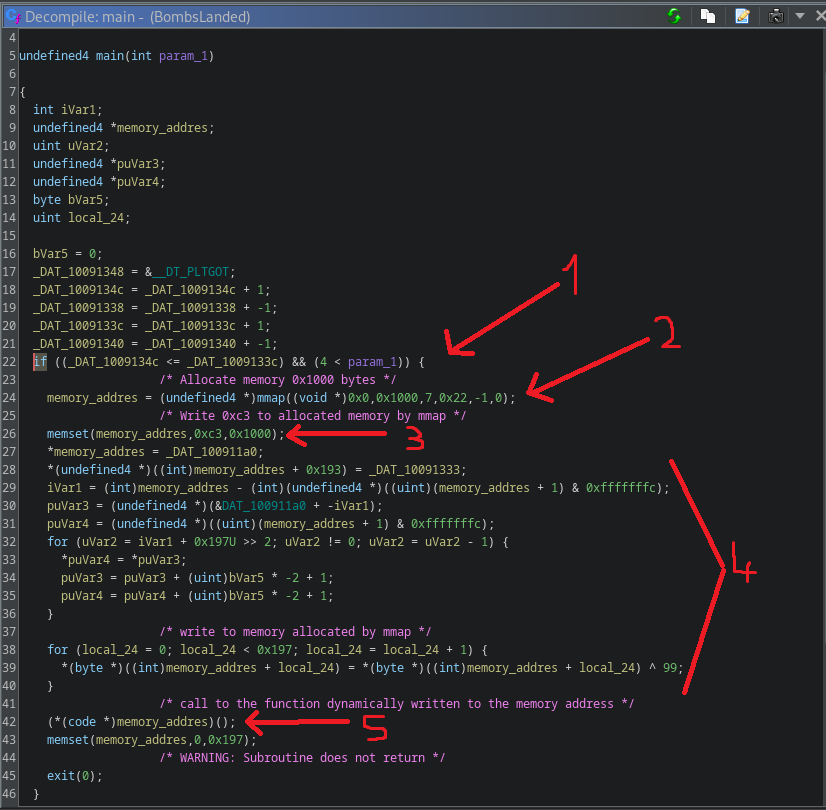 Decompile: main - (BombsLanded)
4
5 undefined4 main(int param_1)
6
7 {
8 int iVar1;
9 undefined4 *memory_addres;
10 uint uVar2;
11 undefined4 *puVar3;
12 undefined4 *puVar4;
13 byte bVar5;
14 uint local_24;
15
16 bVar5 = 0;
17 _DAT_10091348 = &__DT_PLTGOT;
18 _DAT_1009134c = _DAT_1009134c + 1;
19 _DAT_10091338 = _DAT_10091338 + -1;
20 _DAT_1009133c = _DAT_1009133c + 1;
21 _DAT_10091340 = _DAT_10091340 + -1;
22 if ((_DAT_1009134c <= _DAT_1009133c) && (4 < param_1)) { 1
23 /* Allocate memory 0x1000 bytes */
24 memory_addres = (undefined4 *)mmap((void *)0x0,0x1000,7,0x22,-1,0); 2
25 /* Write 0xc3 to allocated memory by mmap */
26 memset(memory_addres,0xc3,0x1000); 3
27 *memory_addres = _DAT_100911a0;
28 *(undefined4 *)((int)memory_addres + 0x193) = _DAT_10091333;
29 iVar1 = (int)memory_addres - (int)(undefined4 *)((uint)(memory_addres + 1) & 0xfffffffc);
30 puVar3 = (undefined4 *)(&DAT_100911a0 + -iVar1);
31 puVar4 = (undefined4 *)((uint)(memory_addres + 1) & 0xfffffffc);
32 for (uVar2 = iVar1 + 0x197U >> 2; uVar2 != 0; uVar2 = uVar2 - 1) {
33 *puVar4 = *puVar3;
34 puVar3 = puVar3 + (uint)bVar5 * -2 + 1; 4
35 puVar4 = puVar4 + (uint)bVar5 * -2 + 1;
36 }
37 /* write to memory allocated by mmap */
38 for (local_24 = 0; local_24 < 0x197; local_24 = local_24 + 1) {
39 *(byte *)((int)memory_addres + local_24) = *(byte *)((int)memory_addres + local_24) ^ 99;
40 }
41 /* call to the function dynamically written to the memory address */
42 (*(code *)memory_addres)(); 5
43 memset(memory_addres,0,0x197);
44 /* WARNING: Subroutine does not return */
45 exit(0);
46 }